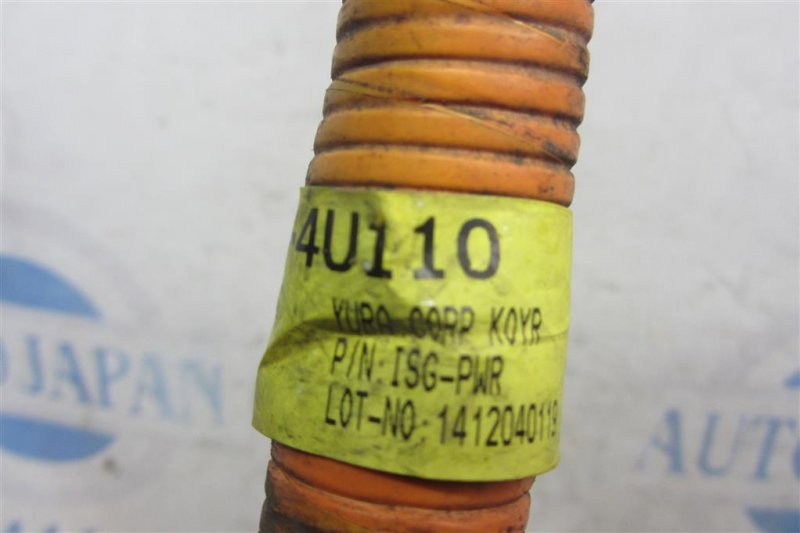 -4U110
YURA CORP KOYR
P/N:ISG-PWR
LOT-NO:1412040119
JAPAN
AUTO